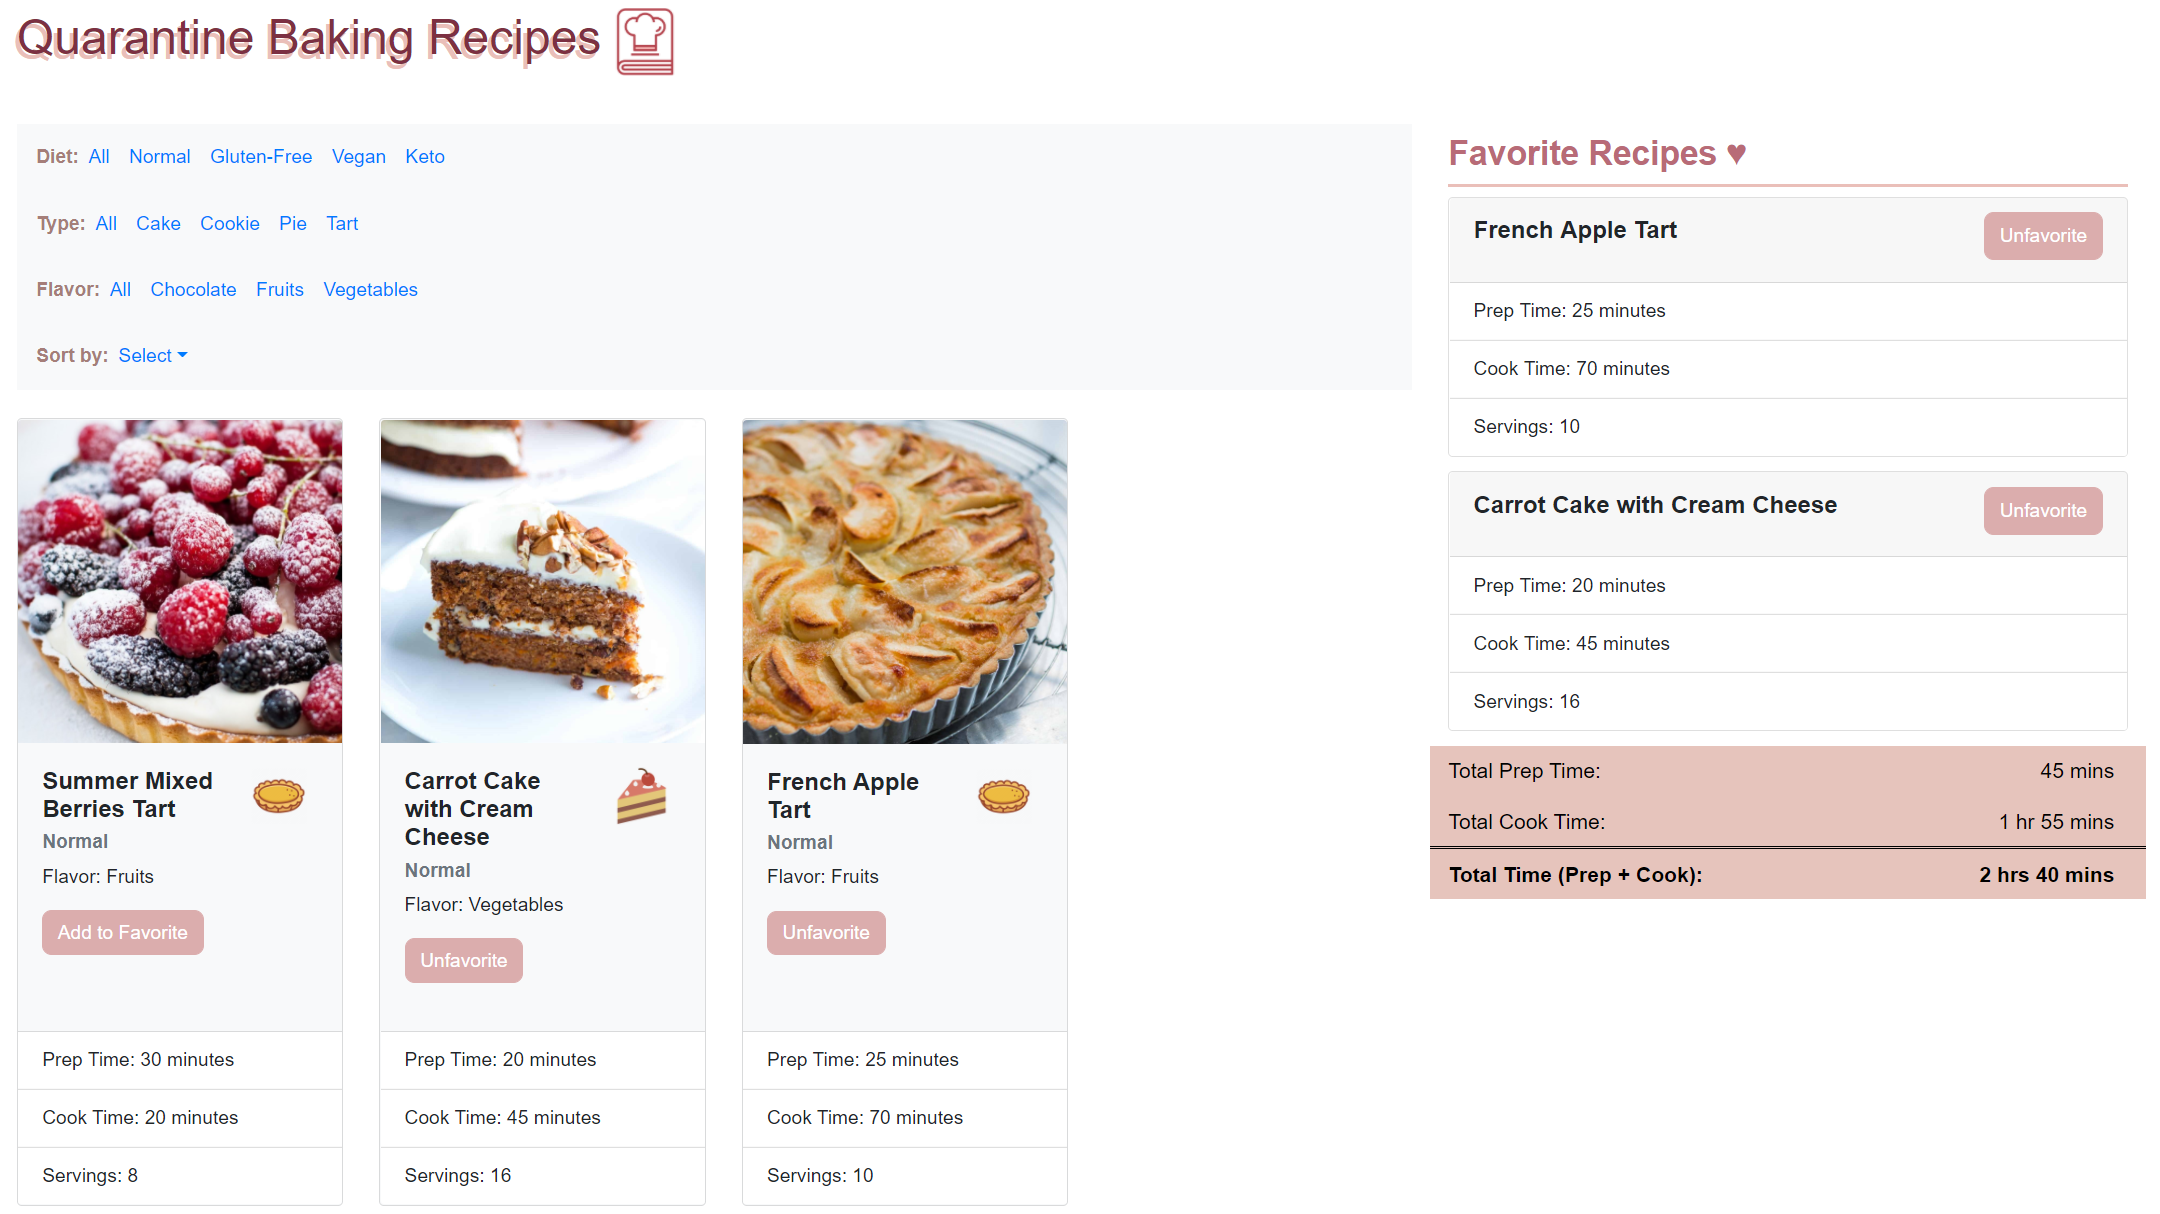 Quarantine Baking Recipes
Diet: All Normal Gluten-Free Vegan Keto
Type: All Cake Cookie Pie Tart
Flavor: All Chocolate Fruits Vegetables
Sort by: Select
Summer Mixed
Berries Tart
Normal
Flavor: Fruits
Add to Favorite
Prep Time: 30 minutes
Cook Time: 20 minutes
Servings: 8
Carrot Cake
with Cream
Cheese
Normal
Flavor: Vegetables
Unfavorite
Prep Time: 20 minutes
Cook Time: 45 minutes
Servings: 16
French Apple
Tart
Normal
Flavor: Fruits
Unfavorite
Prep Time: 25 minutes
Cook Time: 70 minutes
Servings: 10
Favorite Recipes ♥
French Apple Tart Unfavorite
Prep Time: 25 minutes
Cook Time: 70 minutes
Servings: 10
Carrot Cake with Cream Cheese Unfavorite
Prep Time: 20 minutes
Cook Time: 45 minutes
Servings: 16
Total Prep Time: 45 mins
Total Cook Time: 1 hr 55 mins
Total Time (Prep + Cook): 2 hrs 40 mins